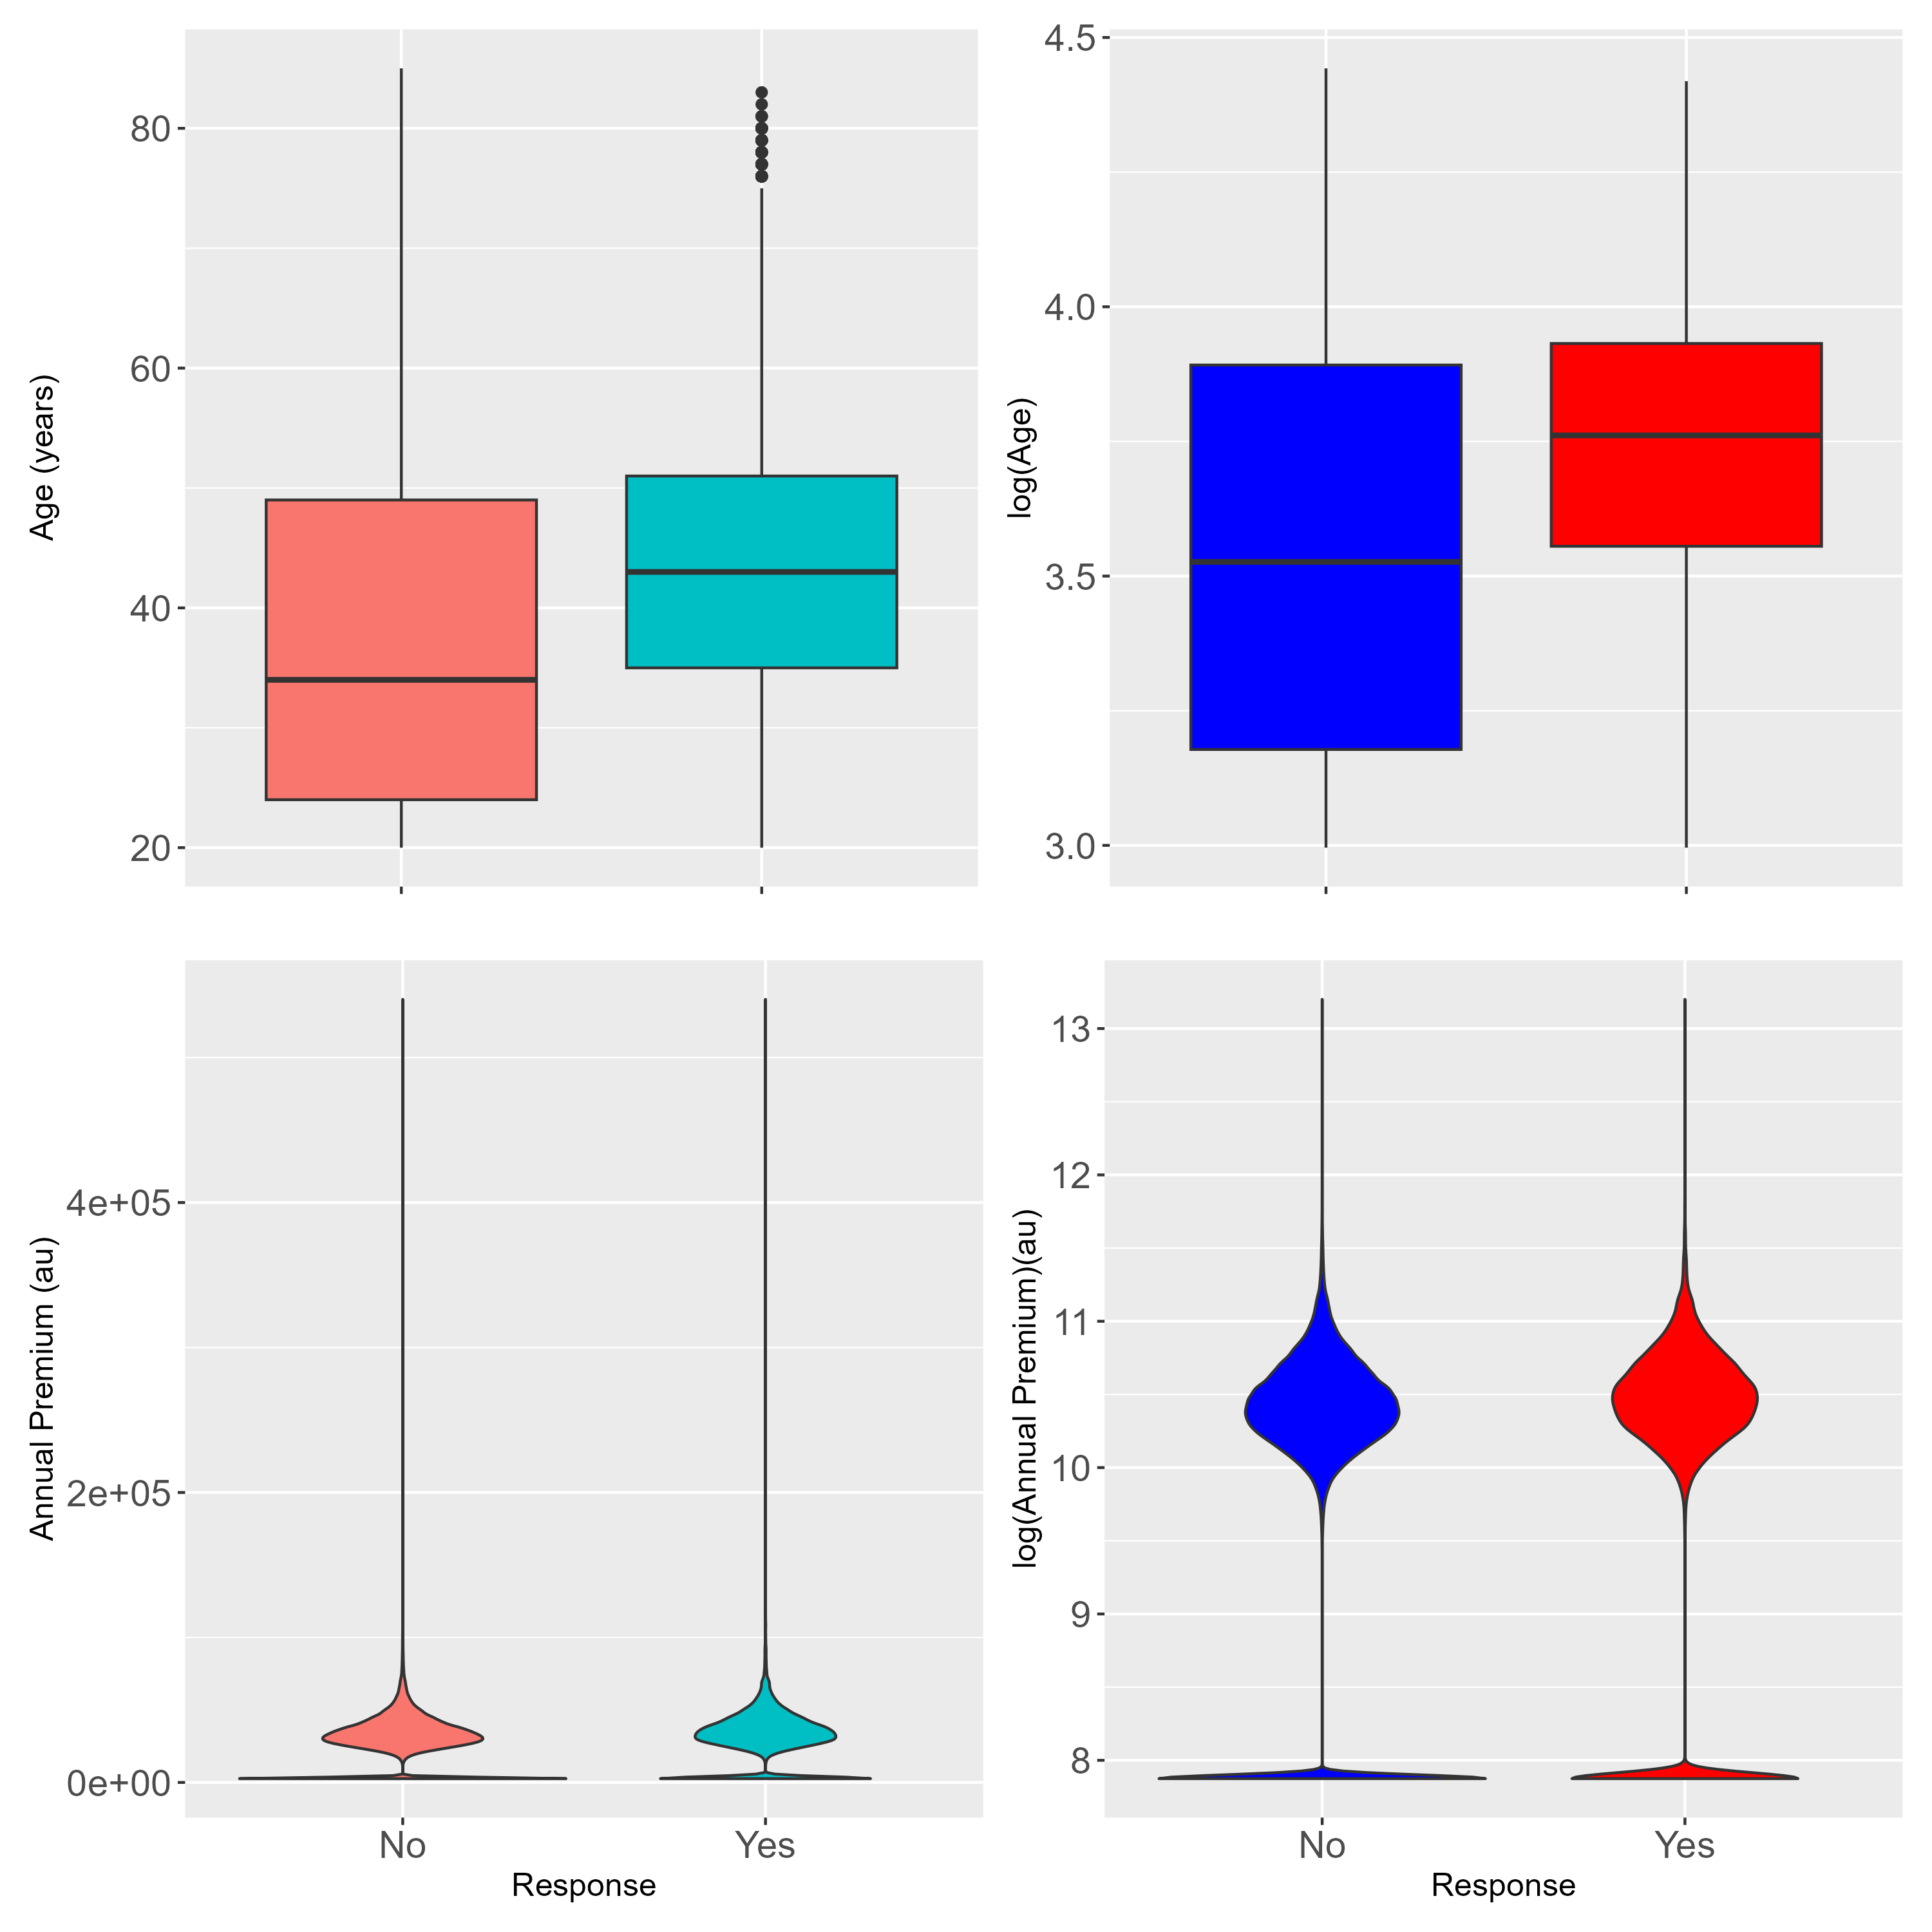 Age (years)
80
60
40
20
log(Age)
4.5
4.0
3.5
3.0
Annual Premium (au)
4e+05
2e+05
0e+00
No
Yes
Response
log(Annual Premium)(au)
13
12
11
10
9
8
No
Yes
Response